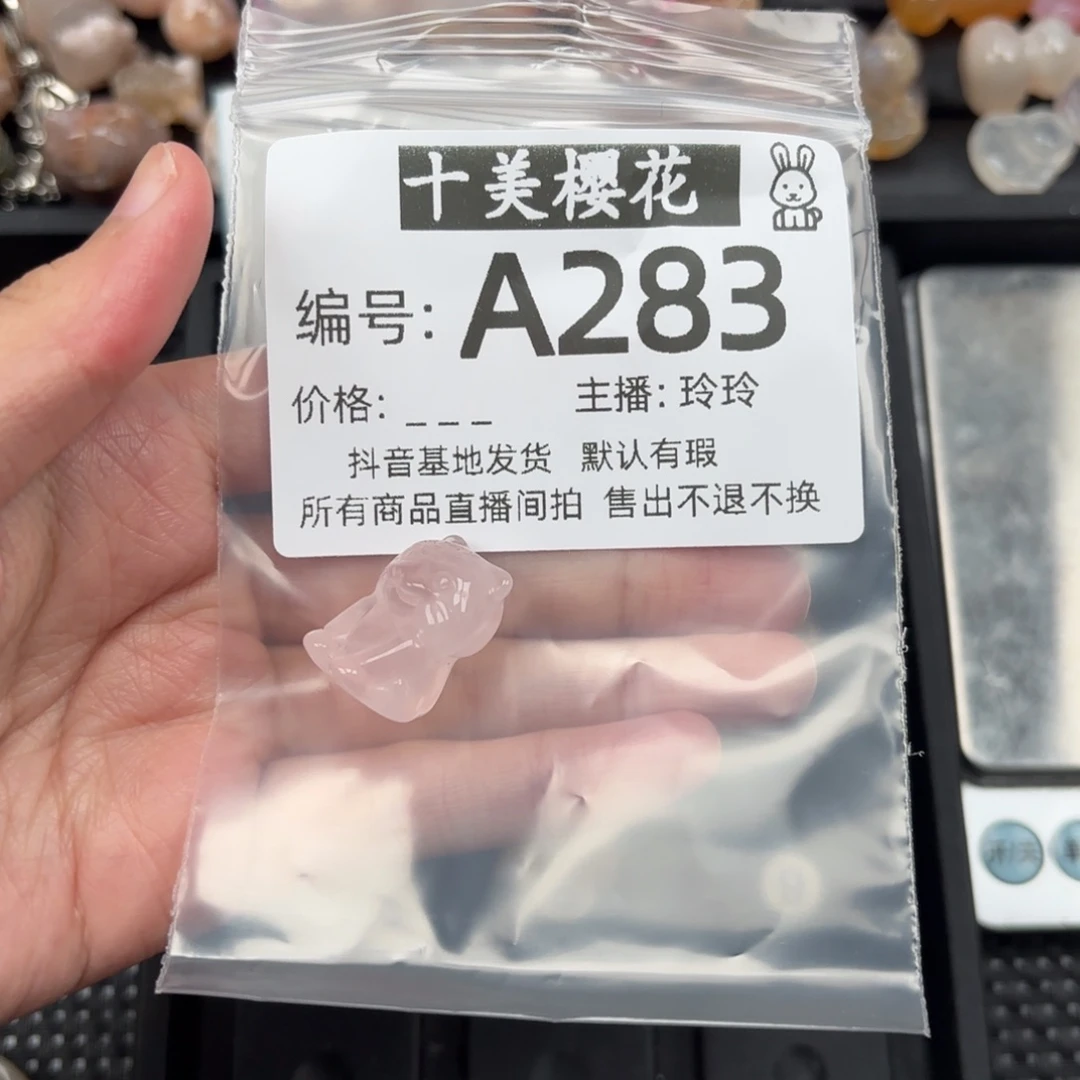 十美樱花
编号: A283
价格: _ _ _ 主播: 玲玲
抖音基地发货 默认有瑕
所有商品直播间拍 售出不退不换